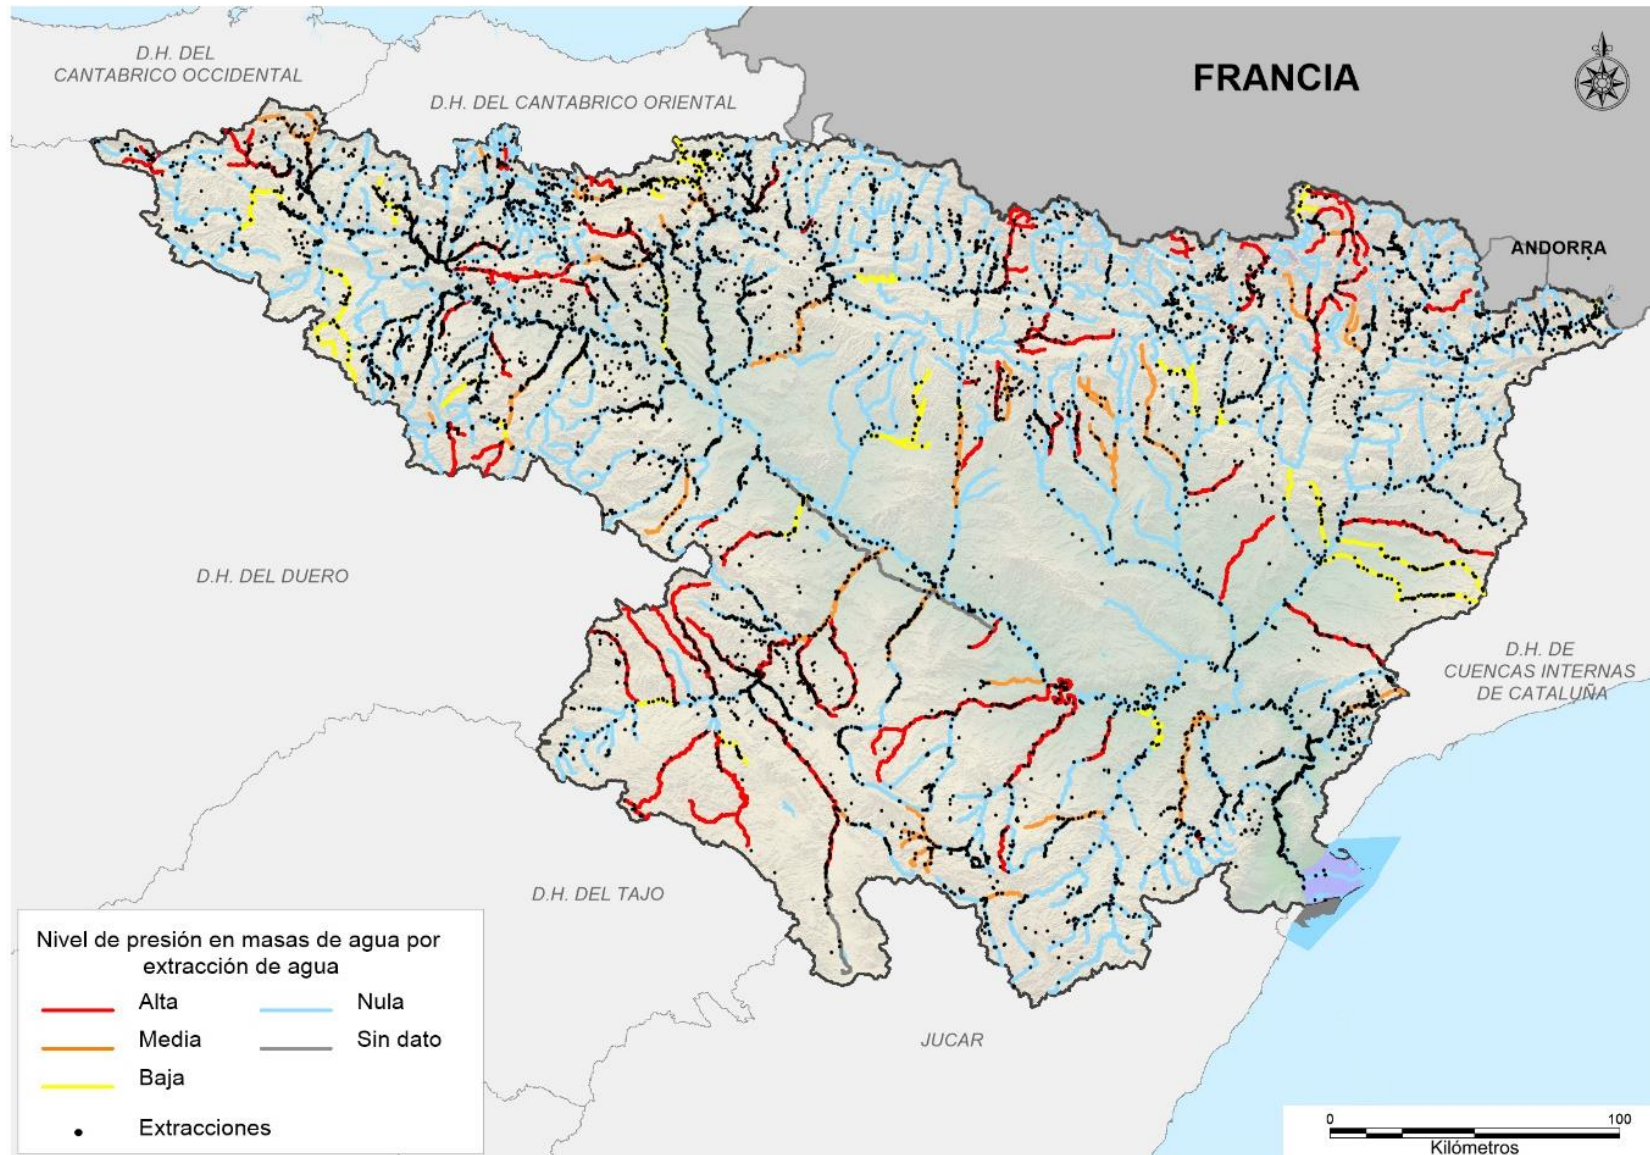 D.H. DEL
CANTABRICO OCCIDENTAL
D.H. DEL CANTABRICO ORIENTAL
FRANCIA
ANDORRA
D.H. DEL DUERO
D.H. DE
CUENCAS INTERNAS
DE CATALUÑA
D.H. DEL TAJO
JUCAR
Nivel de presión en masas de agua por
extracción de agua
Alta
Nula
Media
Sin dato
Baja
Extracciones
0 100
Kilómetros